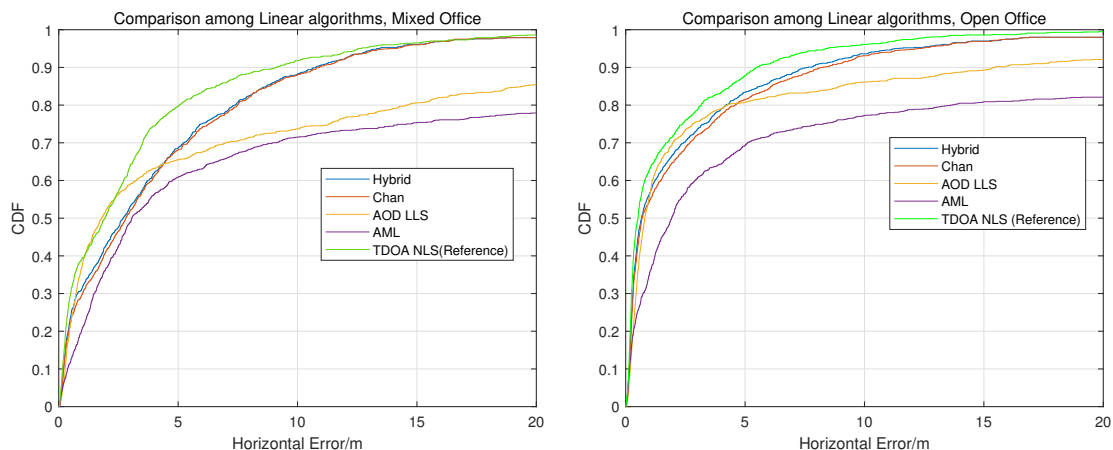 Comparison among Linear algorithms, Mixed Office
1
0.9
0.8
0.7
0.6
0.5
0.4
0.3
0.2
0.1
0
CDF
Hybrid
Chan
AOD LLS
AML
TDOA NLS(Reference)
0 5 10 15 20
Horizontal Error/m
Comparison among Linear algorithms, Open Office
1
0.9
0.8
0.7
0.6
0.5
0.4
0.3
0.2
0.1
0
CDF
Hybrid
Chan
AOD LLS
AML
TDOA NLS (Reference)
0 5 10 15 20
Horizontal Error/m